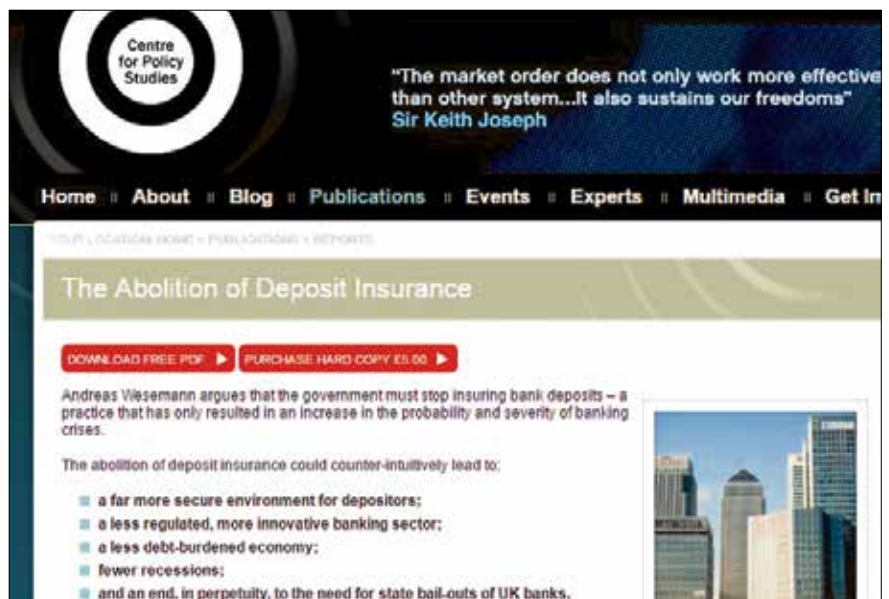 Centre
for Policy
Studies
"The market order does not only work more effective
than other system...It also sustains our freedoms"
Sir Keith Joseph
Home
About
Blog
Publications
Events
Experts
Multimedia
Get In
YOUR LOCATION: HOME > PUBLICATIONS > REPORTS
The Abolition of Deposit Insurance
DOWNLOAD FREE PDF
PURCHASE HARD COPY £5.00
Andreas Wesemann argues that the government must stop insuring bank deposits – a
practice that has only resulted in an increase in the probability and severity of banking
crises.
The abolition of deposit insurance could counter-intuitively lead to:
a far more secure environment for depositors;
a less regulated, more innovative banking sector;
a less debt-burdened economy;
fewer recessions;
and an end, in perpetuity, to the need for state bail-outs of UK banks.